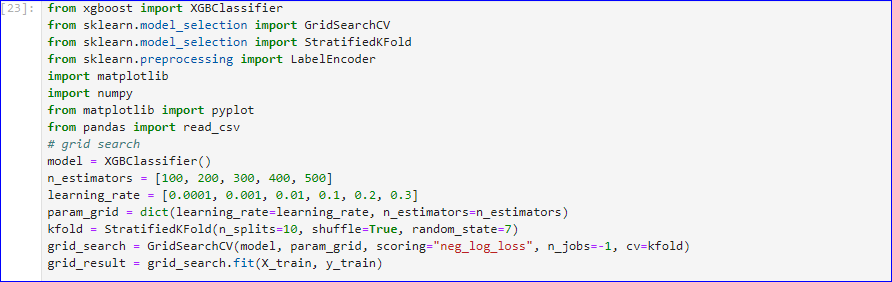 [23]: from xgboost import XGBClassifier
from sklearn.model_selection import GridSearchCV
from sklearn.model_selection import StratifiedKFold
from sklearn.preprocessing import LabelEncoder
import matplotlib
import numpy
from matplotlib import pyplot
from pandas import read_csv
# grid search
model = XGBClassifier()
n_estimators = [100, 200, 300, 400, 500]
learning_rate = [0.0001, 0.001, 0.01, 0.1, 0.2, 0.3]
param_grid = dict(learning_rate=learning_rate, n_estimators=n_estimators)
kfold = StratifiedKFold(n_splits=10, shuffle=True, random_state=7)
grid_search = GridSearchCV(model, param_grid, scoring="neg_log_loss", n_jobs=-1, cv=kfold)
grid_result = grid_search.fit(X_train, y_train)